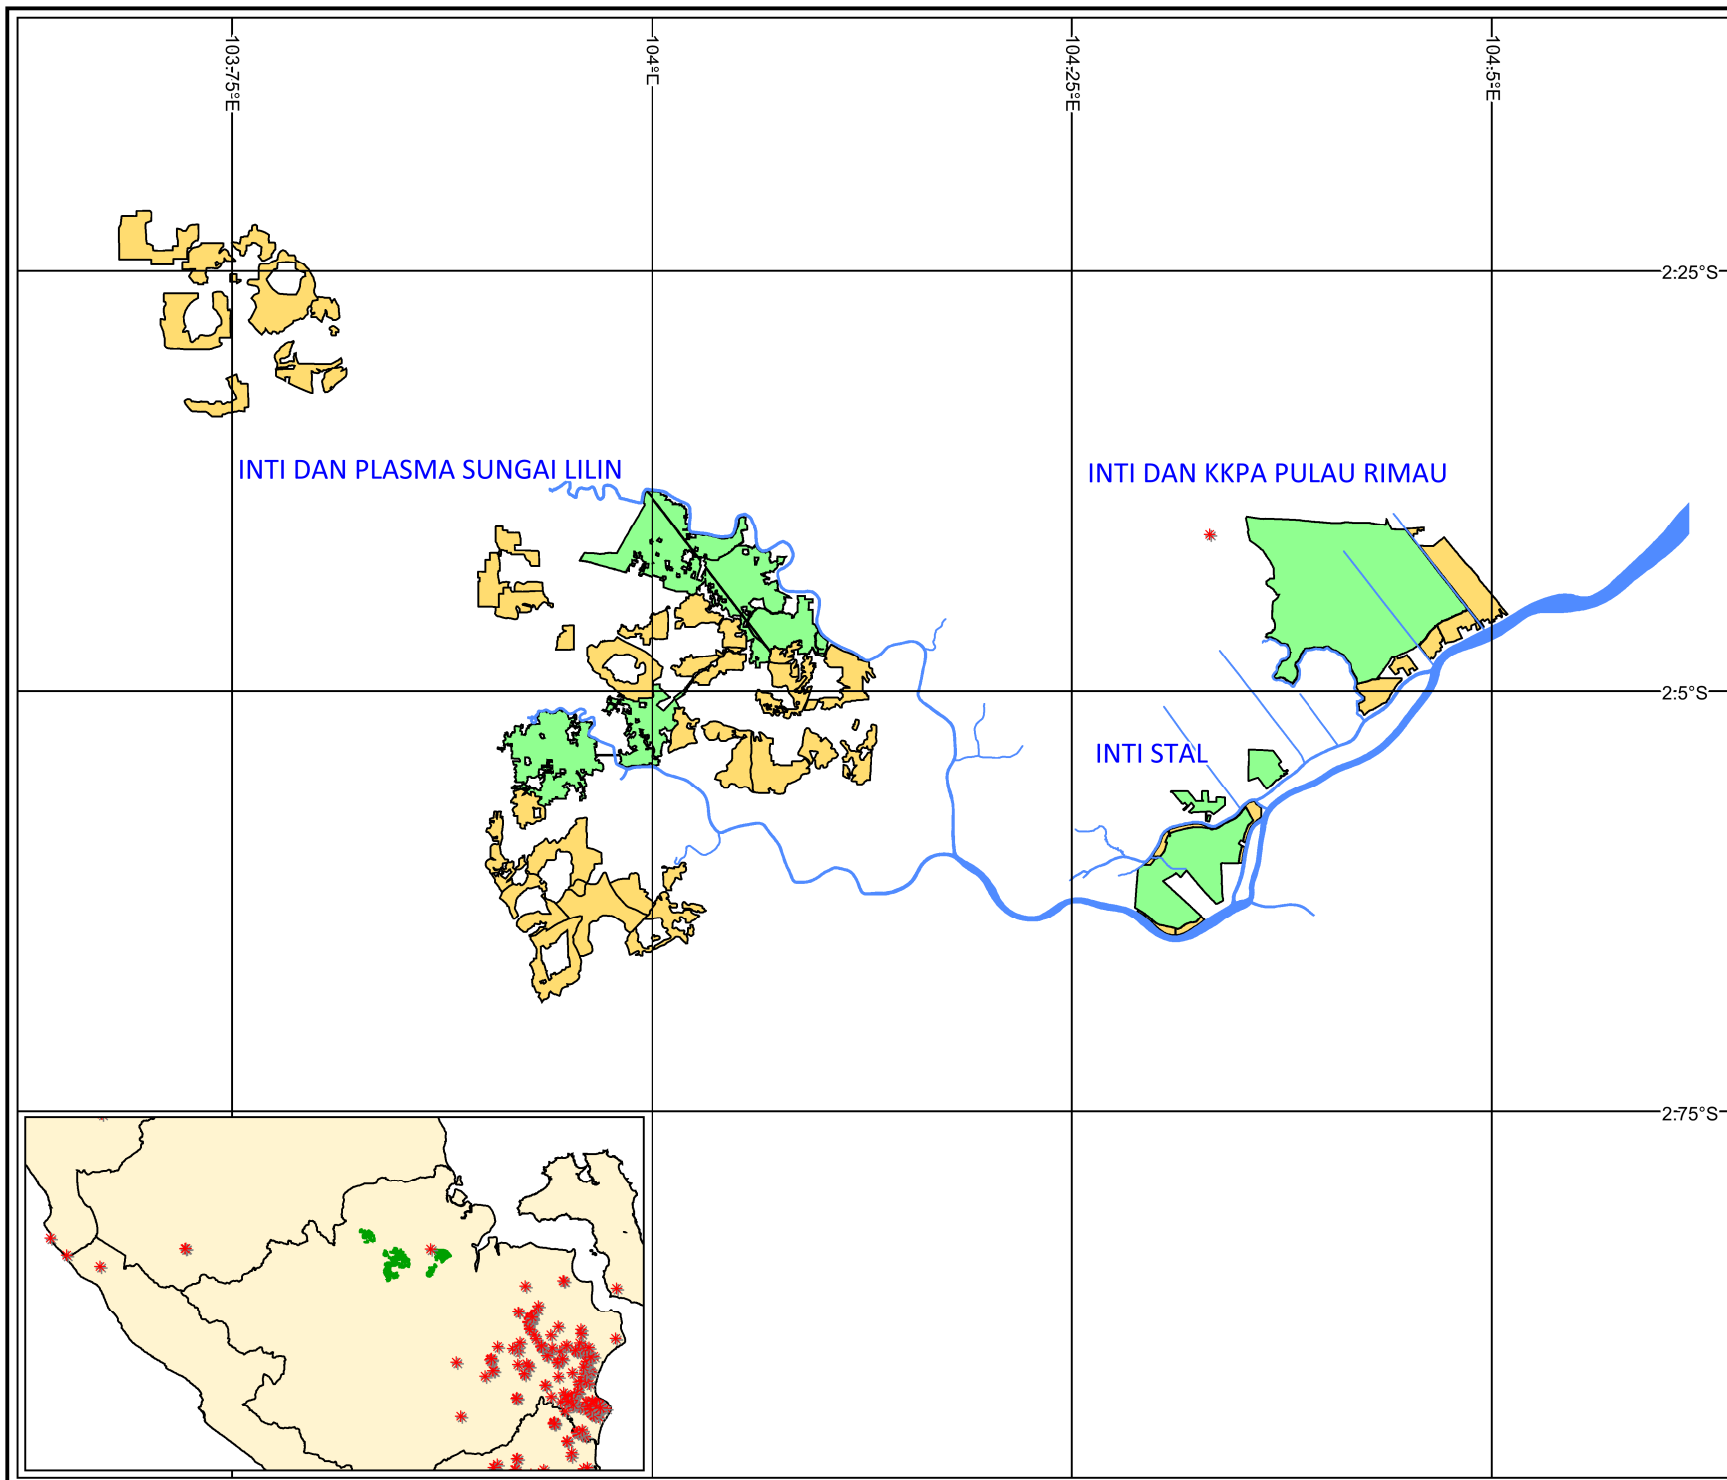 103.75°E
104°E
104.25°E
104.5°E
2.25°S
INTI DAN PLASMA SUNGAI LILIN
INTI DAN KKPA PULAU RIMAU
2.5°S
INTI STAL
2.75°S